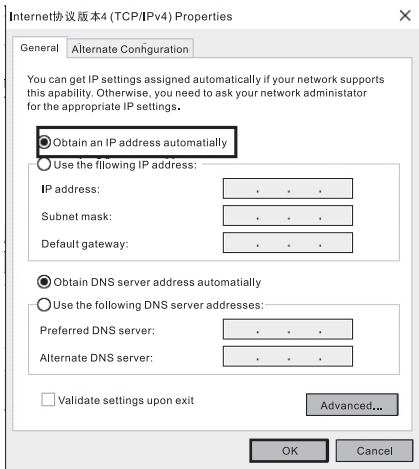 Internet协议版本4 (TCP/IPv4) Properties
General
Alternate Configuration
You can get IP settings assigned automatically if your network supports
this apability. Otherwise, you need to ask your network administator
for the appropriate IP settings.
Obtain an IP address automatially
Use the fllowing IP address:
IP address:
Subnet mask:
Default gateway:
Obtain DNS server address automatially
Use the following DNS server addresses:
Preferred DNS server:
Alternate DNS server:
Validate settings upon exit
Advanced...
OK
Cancel